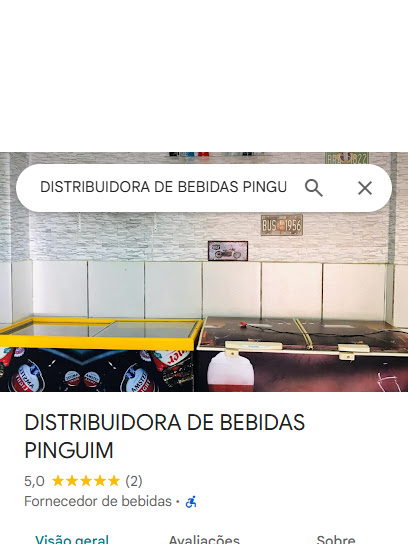 DISTRIBUIDORA DE BEBIDAS PINGU
BUS 1956
DISTRIBUIDORA DE BEBIDAS
PINGUIM
5,0 ★★★★★ (2)
Fornecedor de bebidas ·
Visão geral Avaliações Sobre